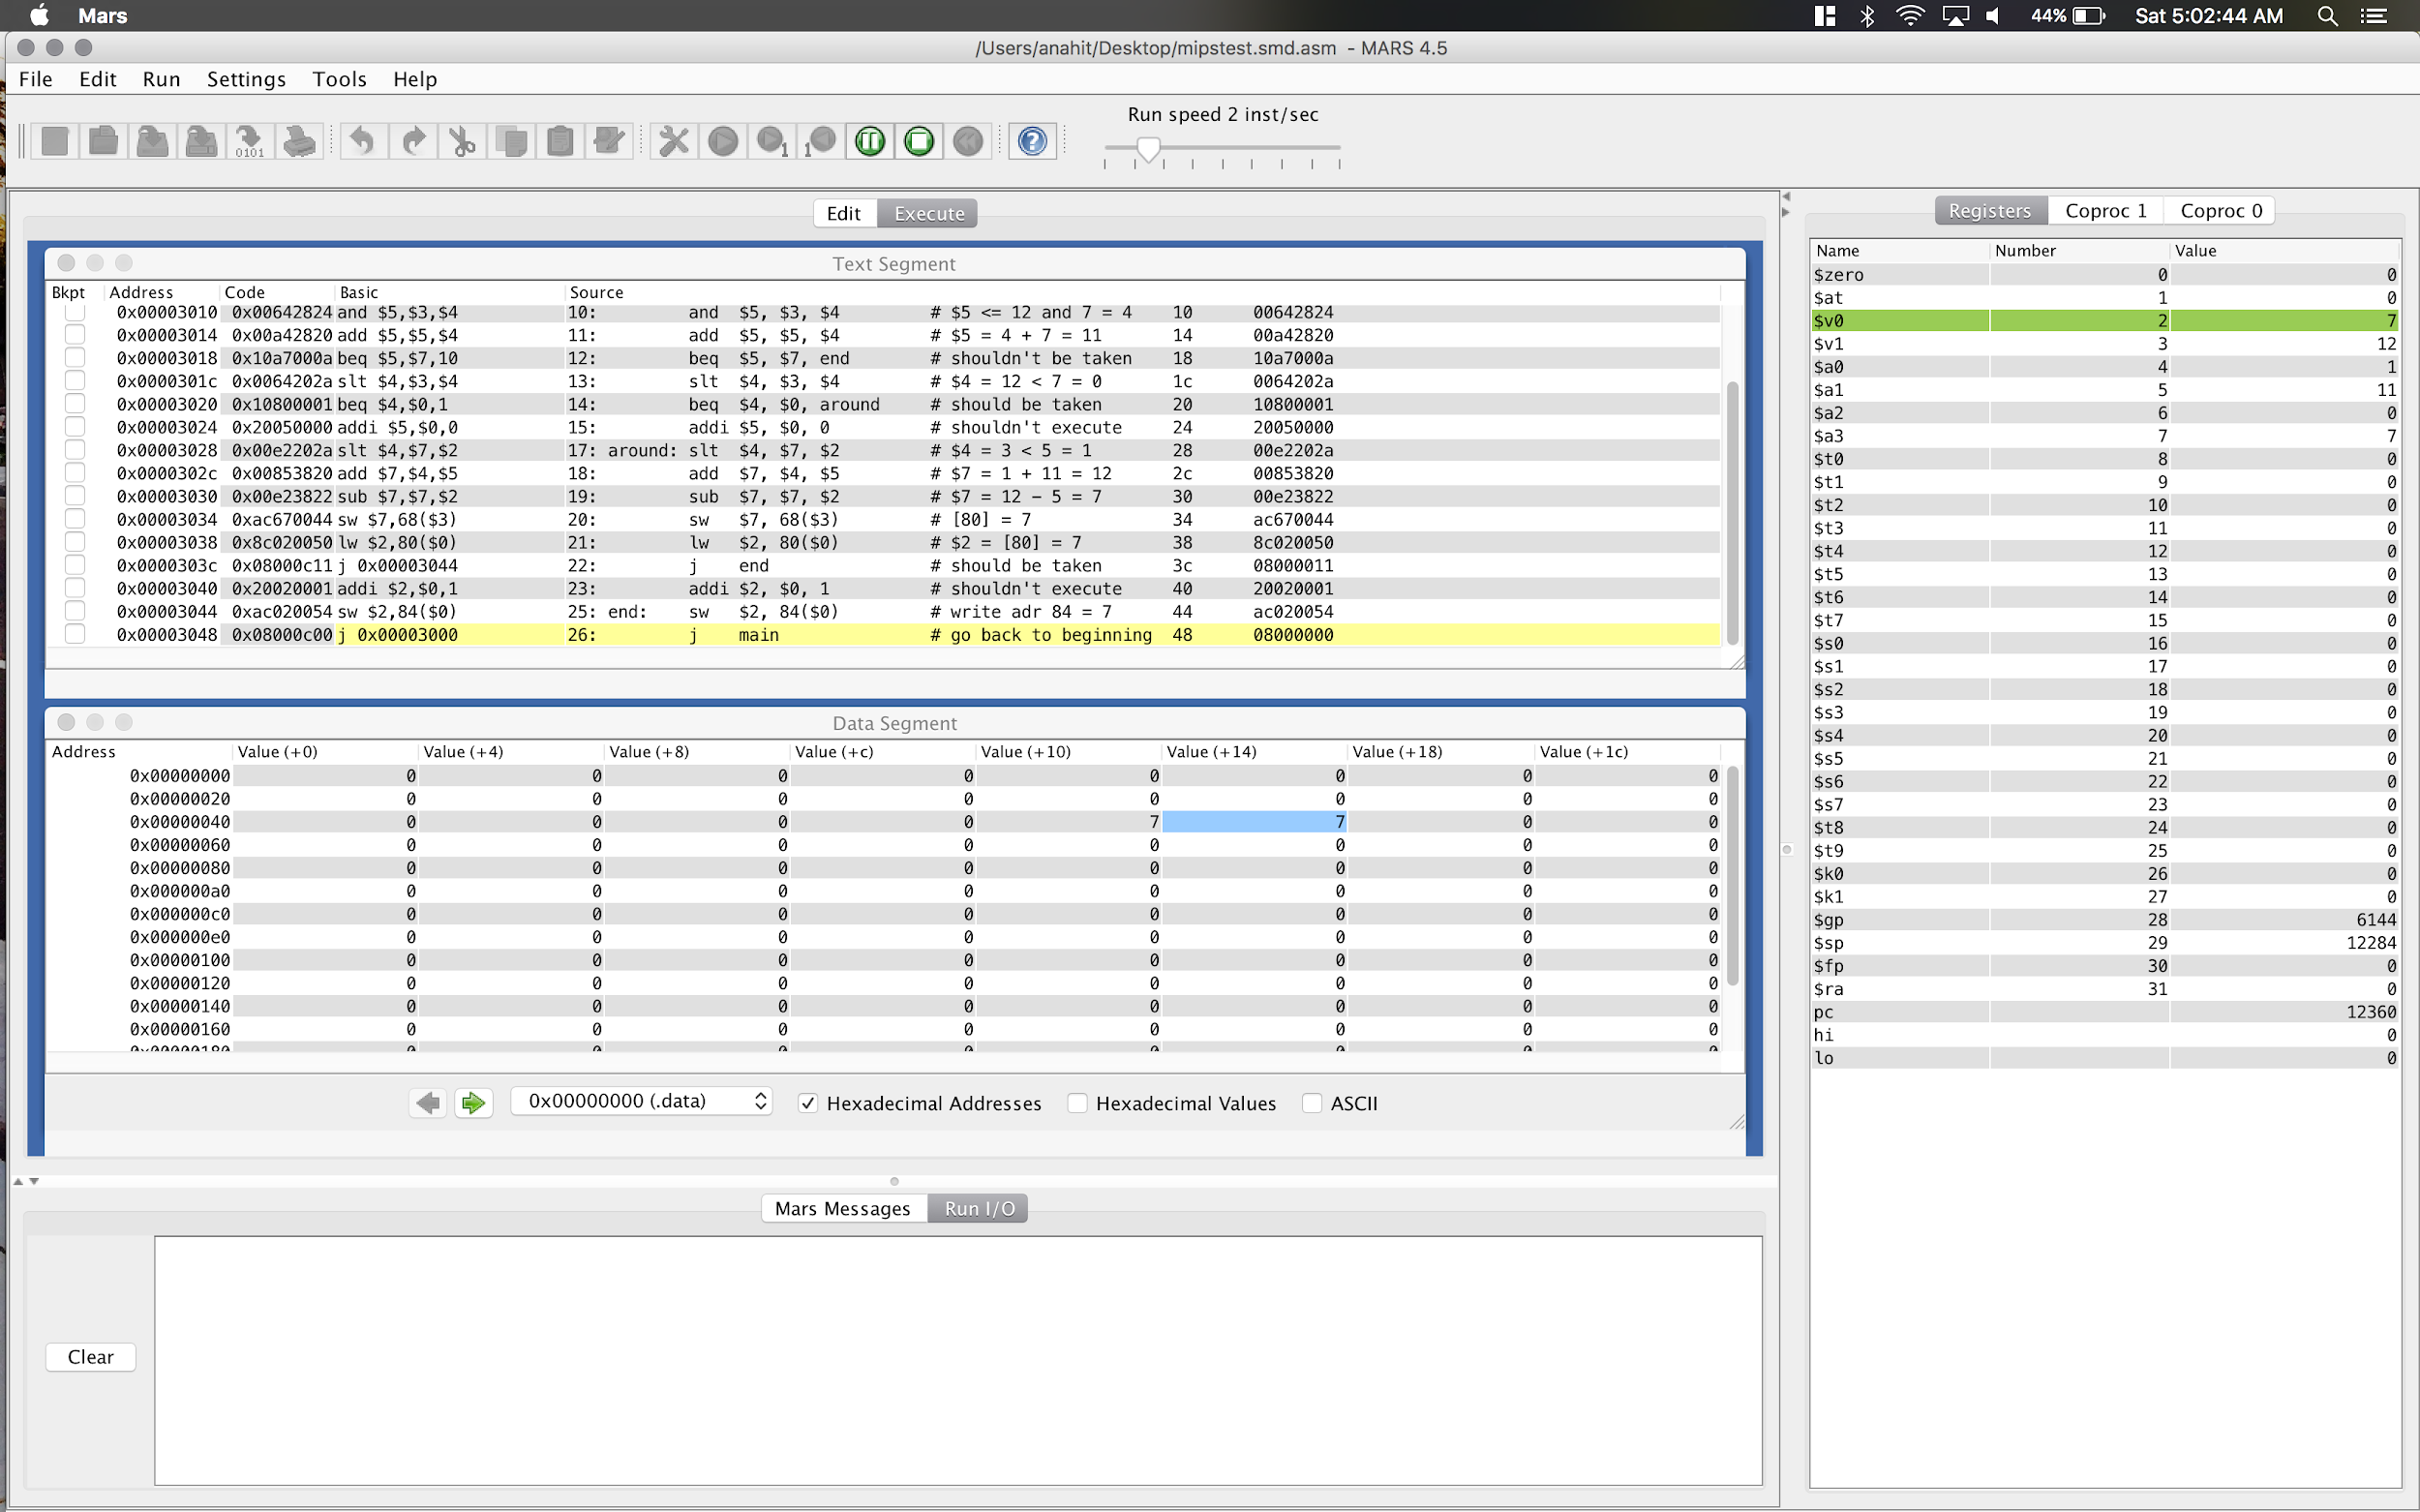 Mars 44% Sat 5:02:44 AM
/Users/anahit/Desktop/mipstest.smd.asm - MARS 4.5
File Edit Run Settings Tools Help
Run speed 2 inst/sec
0101 1 1 ?
Edit Execute
Text Segment
Bkpt Address Code Basic Source
0x00003010 0x00642824 and $5,$3,$4 10: and $5, $3, $4 # $5 <= 12 and 7 = 4 10 00642824
0x00003014 0x00a42820 add $5,$5,$4 11: add $5, $5, $4 # $5 = 4 + 7 = 11 14 00a42820
0x00003018 0x10a7000a beq $5,$7,10 12: beq $5, $7, end # shouldn't be taken 18 10a7000a
0x0000301c 0x0064202a slt $4,$3,$4 13: slt $4, $3, $4 # $4 = 12 < 7 = 0 1c 0064202a
0x00003020 0x10800001 beq $4,$0,1 14: beq $4, $0, around # should be taken 20 10800001
0x00003024 0x20050000 addi $5,$0,0 15: addi $5, $0, 0 # shouldn't execute 24 20050000
0x00003028 0x00e2202a slt $4,$7,$2 17: around: slt $4, $7, $2 # $4 = 3 < 5 = 1 28 00e2202a
0x0000302c 0x00853820 add $7,$4,$5 18: add $7, $4, $5 # $7 = 1 + 11 = 12 2c 00853820
0x00003030 0x00e23822 sub $7,$7,$2 19: sub $7, $7, $2 # $7 = 12 - 5 = 7 30 00e23822
0x00003034 0xac670044 sw $7,68($3) 20: sw $7, 68($3) # [80] = 7 34 ac670044
0x00003038 0x8c020050 lw $2,80($0) 21: lw $2, 80($0) # $2 = [80] = 7 38 8c020050
0x0000303c 0x08000c11 j 0x00003044 22: j end # should be taken 3c 08000011
0x00003040 0x20020001 addi $2,$0,1 23: addi $2, $0, 1 # shouldn't execute 40 20020001
0x00003044 0xac020054 sw $2,84($0) 25: end: sw $2, 84($0) # write adr 84 = 7 44 ac020054
0x00003048 0x08000c00 j 0x00003000 26: j main # go back to beginning 48 08000000
Data Segment
Address Value (+0) Value (+4) Value (+8) Value (+c) Value (+10) Value (+14) Value (+18) Value (+1c)
0x00000000 0 0 0 0 0 0 0 0
0x00000020 0 0 0 0 0 0 0 0
0x00000040 0 0 0 0 7 7 0 0
0x00000060 0 0 0 0 0 0 0 0
0x00000080 0 0 0 0 0 0 0 0
0x000000a0 0 0 0 0 0 0 0 0
0x000000c0 0 0 0 0 0 0 0 0
0x000000e0 0 0 0 0 0 0 0 0
0x00000100 0 0 0 0 0 0 0 0
0x00000120 0 0 0 0 0 0 0 0
0x00000140 0 0 0 0 0 0 0 0
0x00000160 0 0 0 0 0 0 0 0
0x00000180 0 0 0 0 0 0 0 0
0x00000000 (.data) Hexadecimal Addresses Hexadecimal Values ASCII
Mars Messages Run I/O
Clear
Registers Coproc 1 Coproc 0
Name Number Value
$zero 0 0
$at 1 0
$v0 2 7
$v1 3 12
$a0 4 1
$a1 5 11
$a2 6 0
$a3 7 7
$t0 8 0
$t1 9 0
$t2 10 0
$t3 11 0
$t4 12 0
$t5 13 0
$t6 14 0
$t7 15 0
$s0 16 0
$s1 17 0
$s2 18 0
$s3 19 0
$s4 20 0
$s5 21 0
$s6 22 0
$s7 23 0
$t8 24 0
$t9 25 0
$k0 26 0
$k1 27 0
$gp 28 6144
$sp 29 12284
$fp 30 0
$ra 31 0
pc 12360
hi 0
lo 0